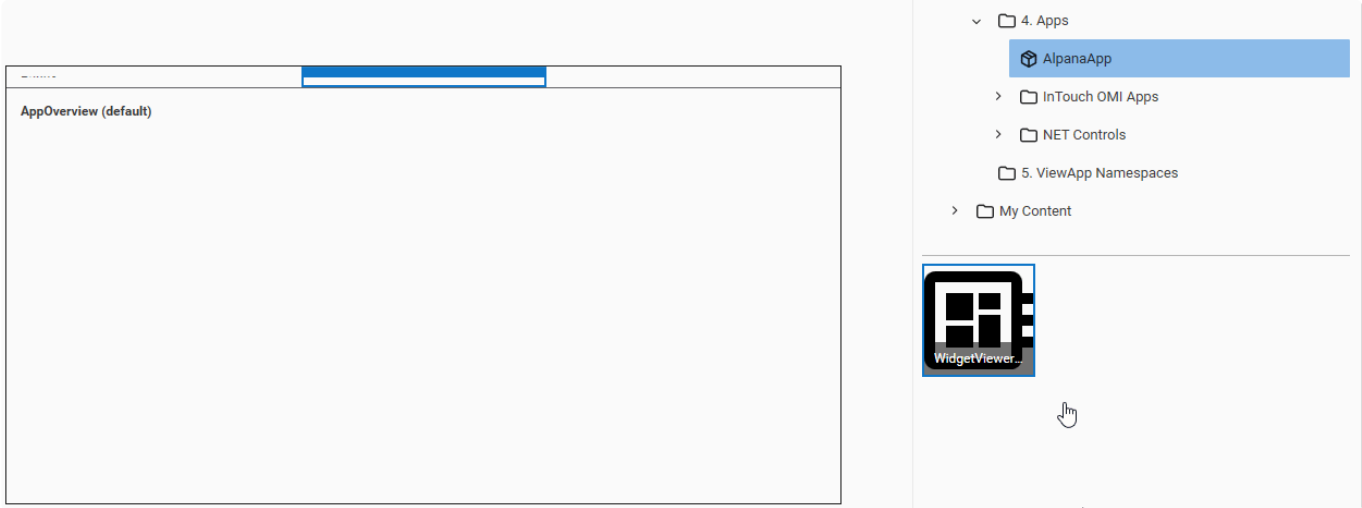 AppOverview (default)
4. Apps
AlpanaApp
InTouch OMI Apps
NET Controls
5. ViewApp Namespaces
My Content
WidgetViewer...